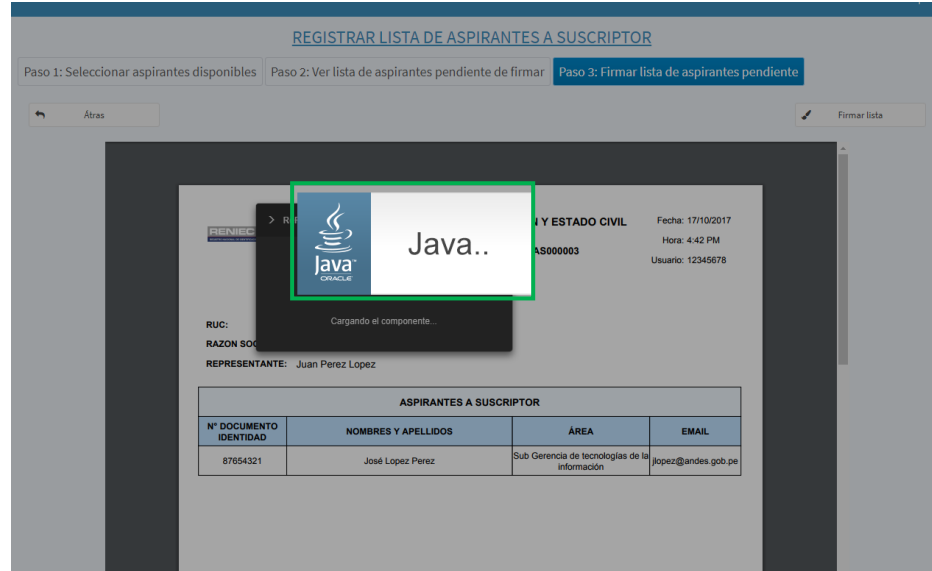 REGISTRAR LISTA DE ASPIRANTES A SUSCRIPTOR
Paso 1: Seleccionar aspirantes disponibles
Paso 2: Ver lista de aspirantes pendiente de firmar
Paso 3: Firmar lista de aspirantes pendiente
Átras
Firmar lista
RENIEC
Java
ORACLE
Java..
Cargando el componente...
Y ESTADO CIVIL
Fecha: 17/10/2017
AS000003
Hora: 4:42 PM
Usuario: 12345678
RUC:
RAZON SOC
REPRESENTANTE: Juan Perez Lopez
ASPIRANTES A SUSCRIPTOR
N° DOCUMENTO IDENTIDAD
NOMBRES Y APELLIDOS
ÁREA
EMAIL
87654321
José Lopez Perez
Sub Gerencia de tecnologías de la
información
jlopez@andes.gob.pe